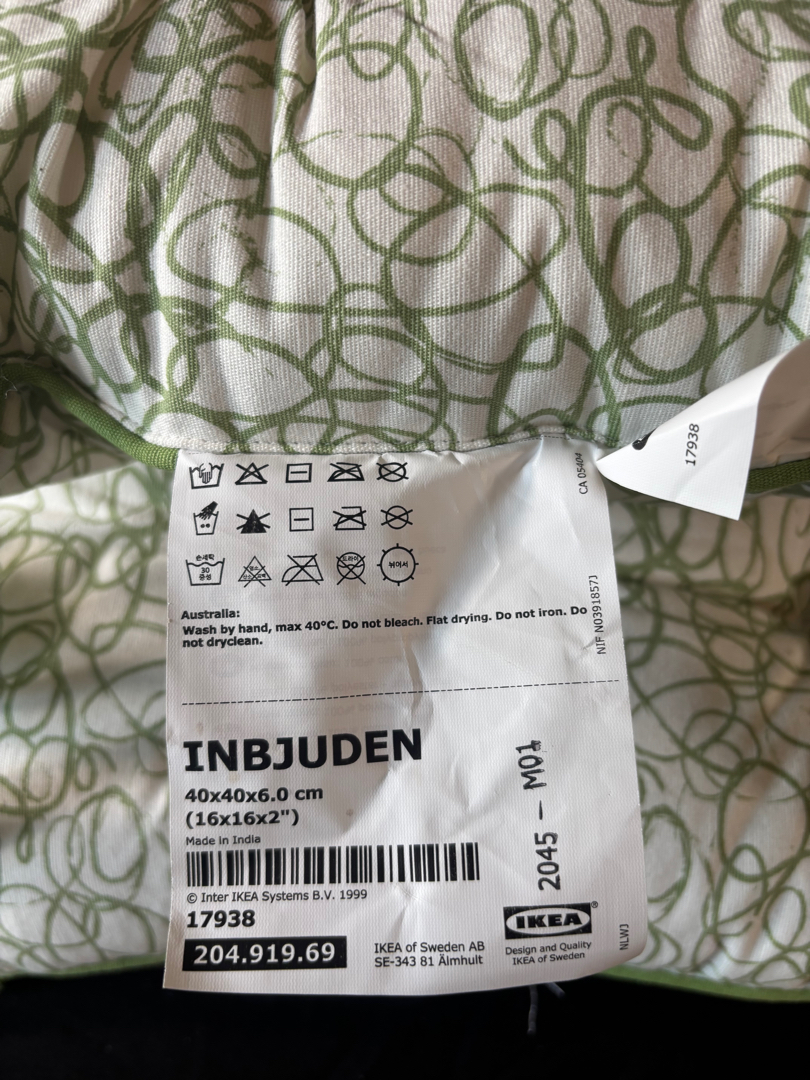 손세탁
30
중성
드라이
뉘어서
Australia:
Wash by hand, max 40°C. Do not bleach. Flat drying. Do not iron. Do
not dryclean.
CA 05404
NIF N0391857J
17938
INBJUDEN
40x40x6.0 cm
(16x16x2")
Made in India
© Inter IKEA Systems B.V. 1999
17938
204.919.69
IKEA of Sweden AB
SE-343 81 Älmhult
2045 - M01
IKEA®
Design and Quality
IKEA of Sweden
NLWJ